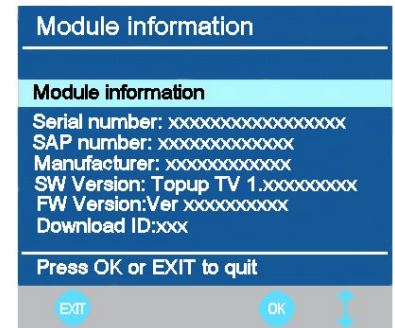 Module information
Module information
Serial number: xxxxxxxxxxxxxxxxx
SAP number: xxxxxxxxxxxxx
Manufacturer: xxxxxxxxxxxx
SW Version: Topup TV 1.xxxxxxxxx
FW Version:Ver xxxxxxxxxx
Download ID:xxx
Press OK or EXIT to quit
EXIT OK